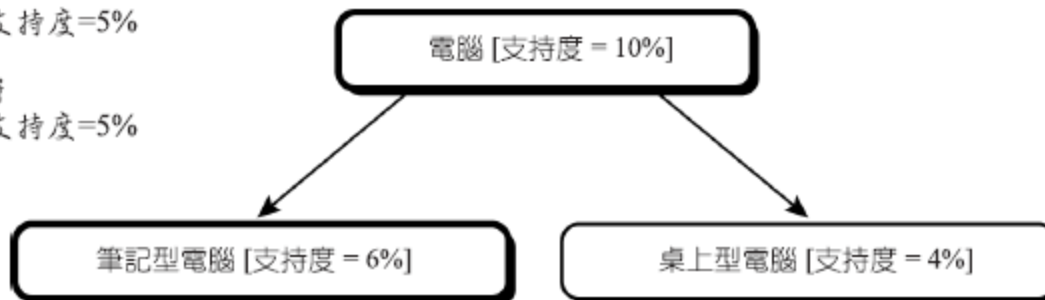 支持度=5%
電腦 [支持度 = 10%]
支持度=5%
筆記型電腦 [支持度 = 6%]
桌上型電腦 [支持度 = 4%]